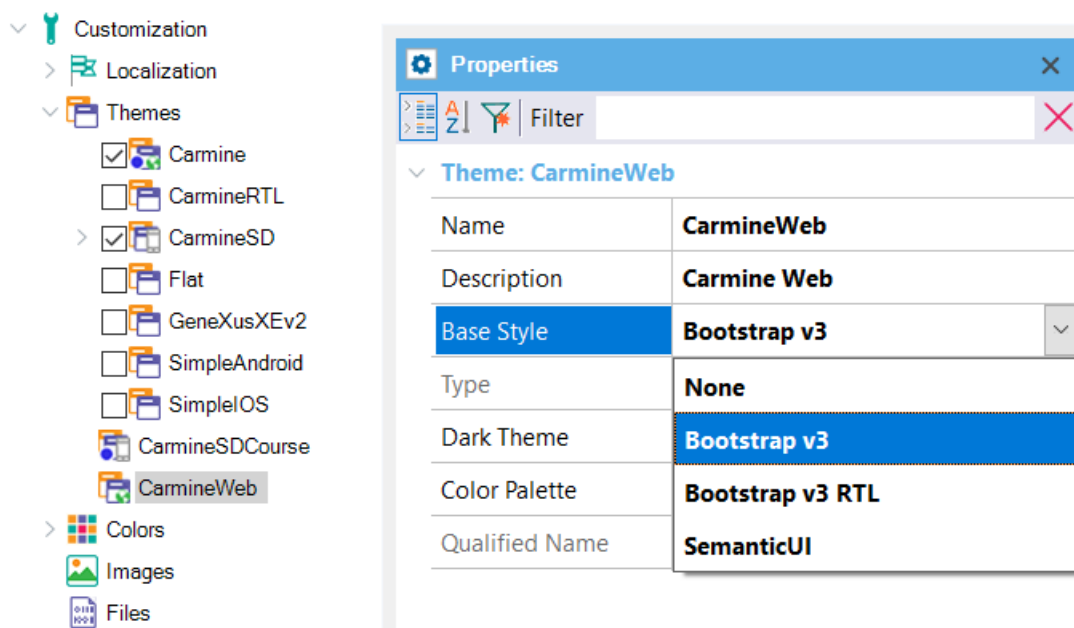 Customization
Localization
Themes
Carmine
CarmineRTL
CarmineSD
Flat
GeneXusXEv2
SimpleAndroid
SimpleIOS
CarmineSDCourse
CarmineWeb
Colors
Images
Files
Properties
Filter
Theme: CarmineWeb
Name CarmineWeb
Description Carmine Web
Base Style Bootstrap v3
Type
Dark Theme
Color Palette
Qualified Name
None
Bootstrap v3
Bootstrap v3 RTL
SemanticUI